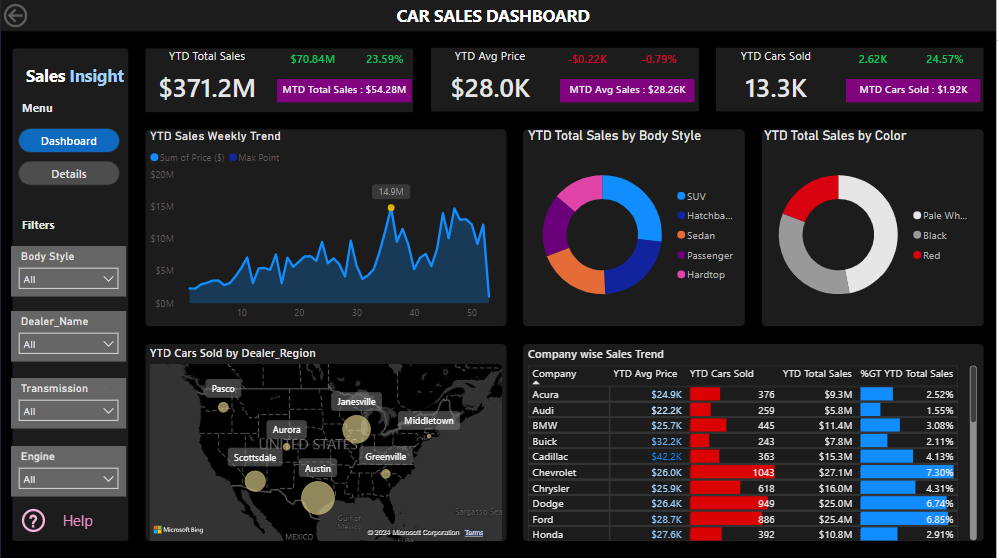 CAR SALES DASHBOARD
Sales Insight
Menu
Dashboard
Details
Filters
Body Style
All
Dealer_Name
All
Transmission
All
Engine
All
? Help
YTD Total Sales $70.84M 23.59%
$371.2M MTD Total Sales : $54.28M
YTD Avg Price -$0.22K -0.79%
$28.0K MTD Avg Sales : $28.26K
YTD Cars Sold 2.62K 24.57%
13.3K MTD Cars Sold : $1.92K
YTD Sales Weekly Trend
Sum of Price ($) Max Point
$20M
$15M
$10M
$5M
$0M
14.9M
10 20 30 40 50
YTD Total Sales by Body Style
SUV
Hatchba...
Sedan
Passenger
Hardtop
YTD Total Sales by Color
Pale Wh...
Black
Red
YTD Cars Sold by Dealer_Region
Pasco
Janesville
Middletown
Aurora
UNITED STATES
Scottsdale
Austin
Greenville
Gulf of
Mexico
Sargasso Sea
MEXICO
Microsoft Bing
© 2024 Microsoft Corporation Terms
Company wise Sales Trend
Company YTD Avg Price YTD Cars Sold YTD Total Sales %GT YTD Total Sales
Acura $24.9K 376 $9.3M 2.52%
Audi $22.2K 259 $5.8M 1.55%
BMW $25.7K 445 $11.4M 3.08%
Buick $32.2K 243 $7.8M 2.11%
Cadillac $42.2K 363 $15.3M 4.13%
Chevrolet $26.0K 1043 $27.1M 7.30%
Chrysler $25.9K 618 $16.0M 4.31%
Dodge $26.4K 949 $25.0M 6.74%
Ford $28.7K 886 $25.4M 6.85%
Honda $27.6K 392 $10.8M 2.91%